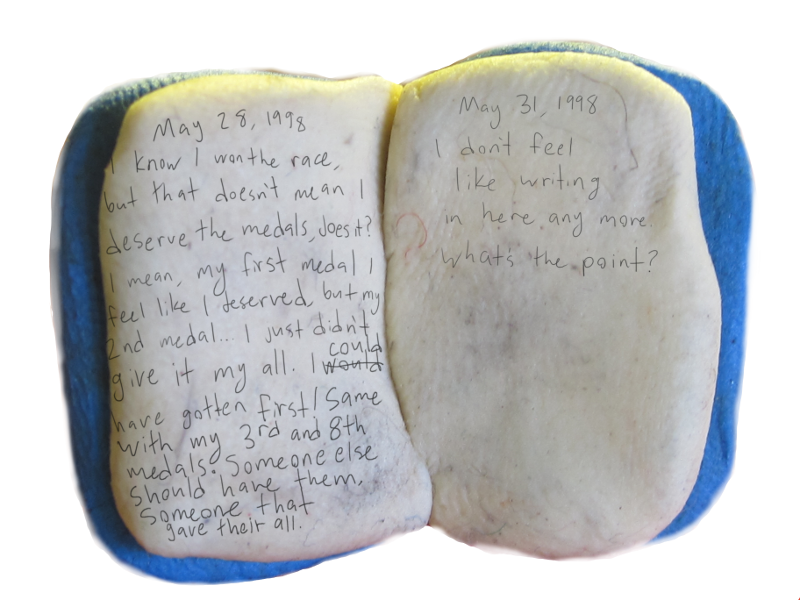 May 28, 1998
I know I won the race,
but that doesn't mean I
deserve the medals, does it?
I mean, my first medal I
feel like I deserved, but my
2nd medal... I just didn't
could
give it my all. I would
have gotten first! Same
with my 3rd and 8th
medals. Someone else
should have them.
Someone that
gave their all.
May 31, 1998
I don't feel
like writing
in here any more.
whats the point?